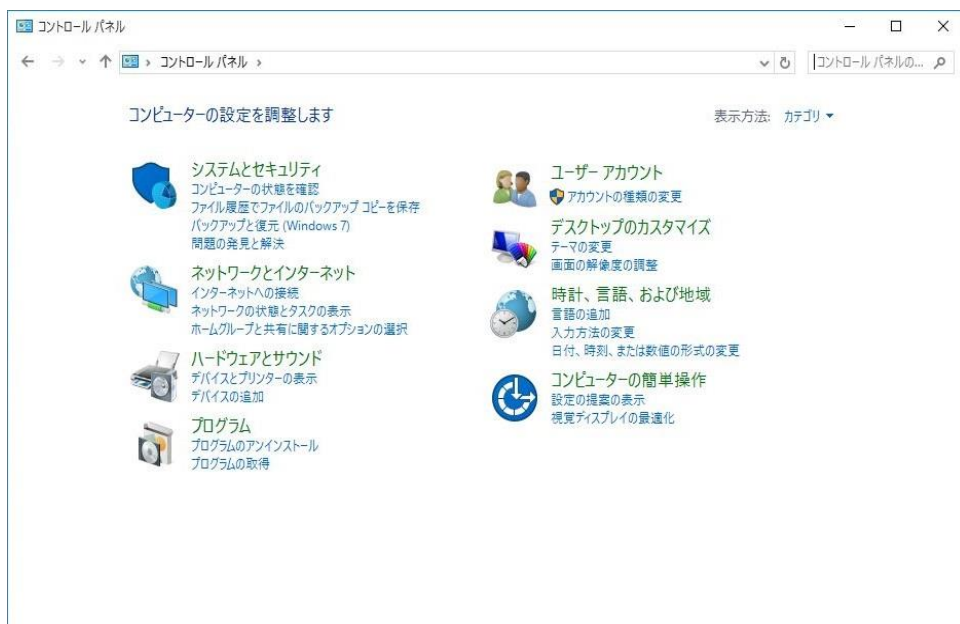 コントロール パネル
コントロール パネル
コントロール パネルの...
コンピューターの設定を調整します
表示方法: カテゴリ
システムとセキュリティ
コンピューターの状態を確認
ファイル履歴でファイルのバックアップ コピーを保存
バックアップと復元 (Windows 7)
問題の発見と解決
ネットワークとインターネット
インターネットへの接続
ネットワークの状態とタスクの表示
ホームグループと共有に関するオプションの選択
ハードウェアとサウンド
デバイスとプリンターの表示
デバイスの追加
プログラム
プログラムのアンインストール
プログラムの取得
ユーザー アカウント
アカウントの種類の変更
デスクトップのカスタマイズ
テーマの変更
画面の解像度の調整
時計、言語、および地域
言語の追加
入力方法の変更
日付、時刻、または数値の形式の変更
コンピューターの簡単操作
設定の提案の表示
視覚ディスプレイの最適化